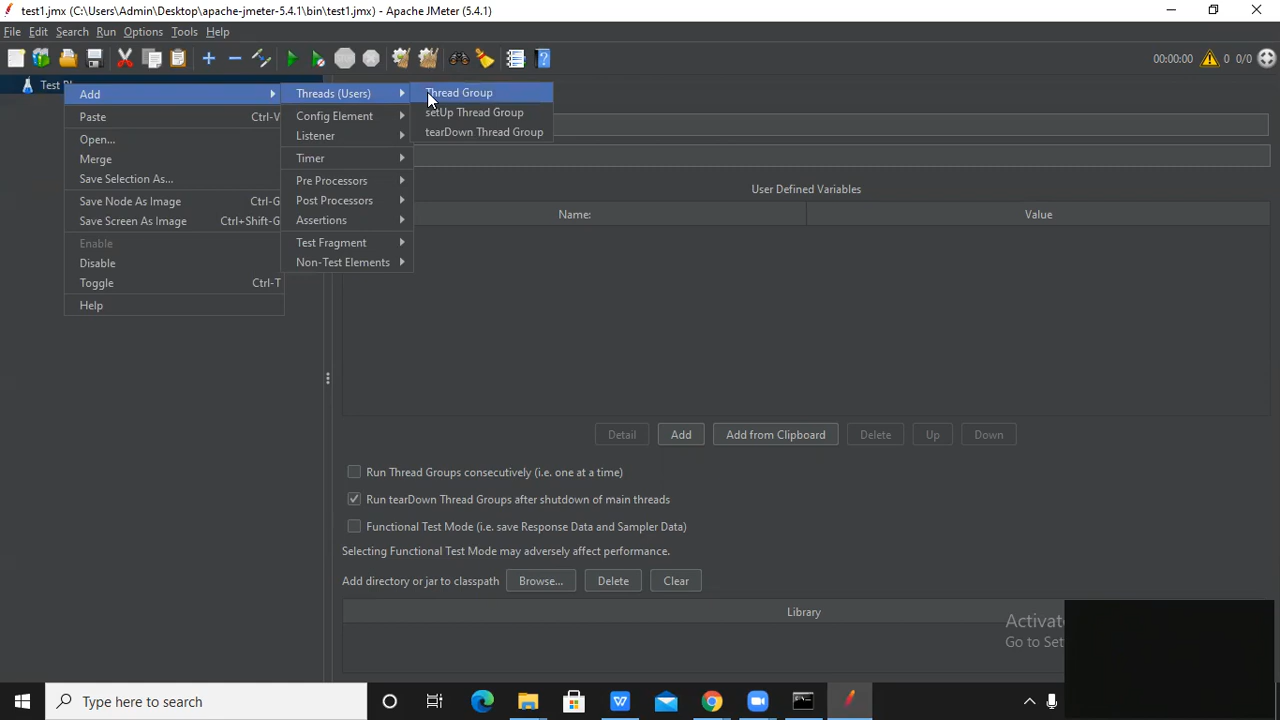 test1.jmx (C:\Users\Admin\Desktop\apache-jmeter-5.4.1\bin\test1.jmx) - Apache JMeter (5.4.1)
File Edit Search Run Options Tools Help
00:00:00 0 0/0
Test
Add
Paste Ctrl-V
Open...
Merge
Save Selection As...
Save Node As Image Ctrl-G
Save Screen As Image Ctrl+Shift-G
Enable
Disable
Toggle Ctrl-T
Help
Threads (Users)
Config Element
Listener
Timer
Pre Processors
Post Processors
Assertions
Test Fragment
Non-Test Elements
Thread Group
setUp Thread Group
tearDown Thread Group
User Defined Variables
Name: Value
Detail Add Add from Clipboard Delete Up Down
Run Thread Groups consecutively (i.e. one at a time)
Run tearDown Thread Groups after shutdown of main threads
Functional Test Mode (i.e. save Response Data and Sampler Data)
Selecting Functional Test Mode may adversely affect performance.
Add directory or jar to classpath Browse... Delete Clear
Library
Activate
Go to Set
Type here to search